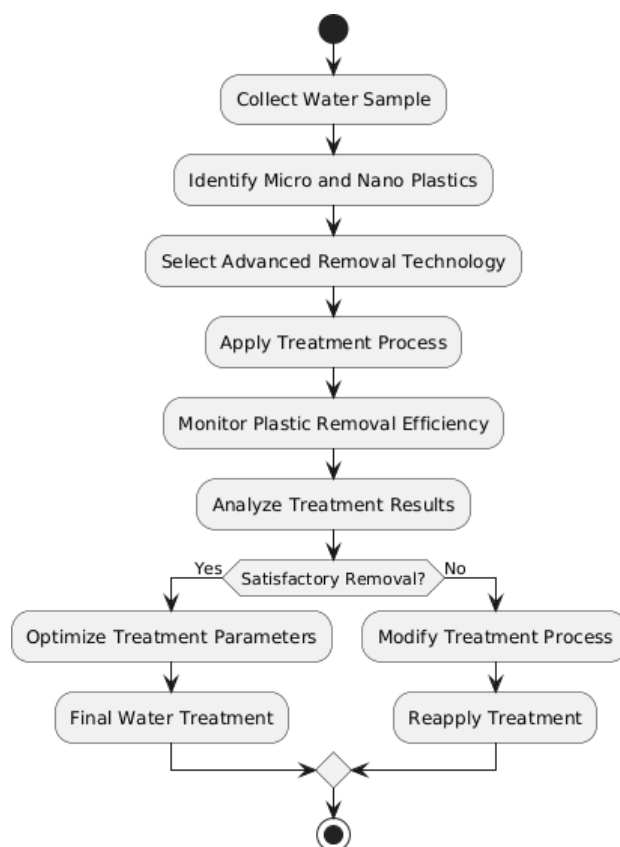 Collect Water Sample
Identify Micro and Nano Plastics
Select Advanced Removal Technology
Apply Treatment Process
Monitor Plastic Removal Efficiency
Analyze Treatment Results
Satisfactory Removal?
Yes
No
Optimize Treatment Parameters
Modify Treatment Process
Final Water Treatment
Reapply Treatment